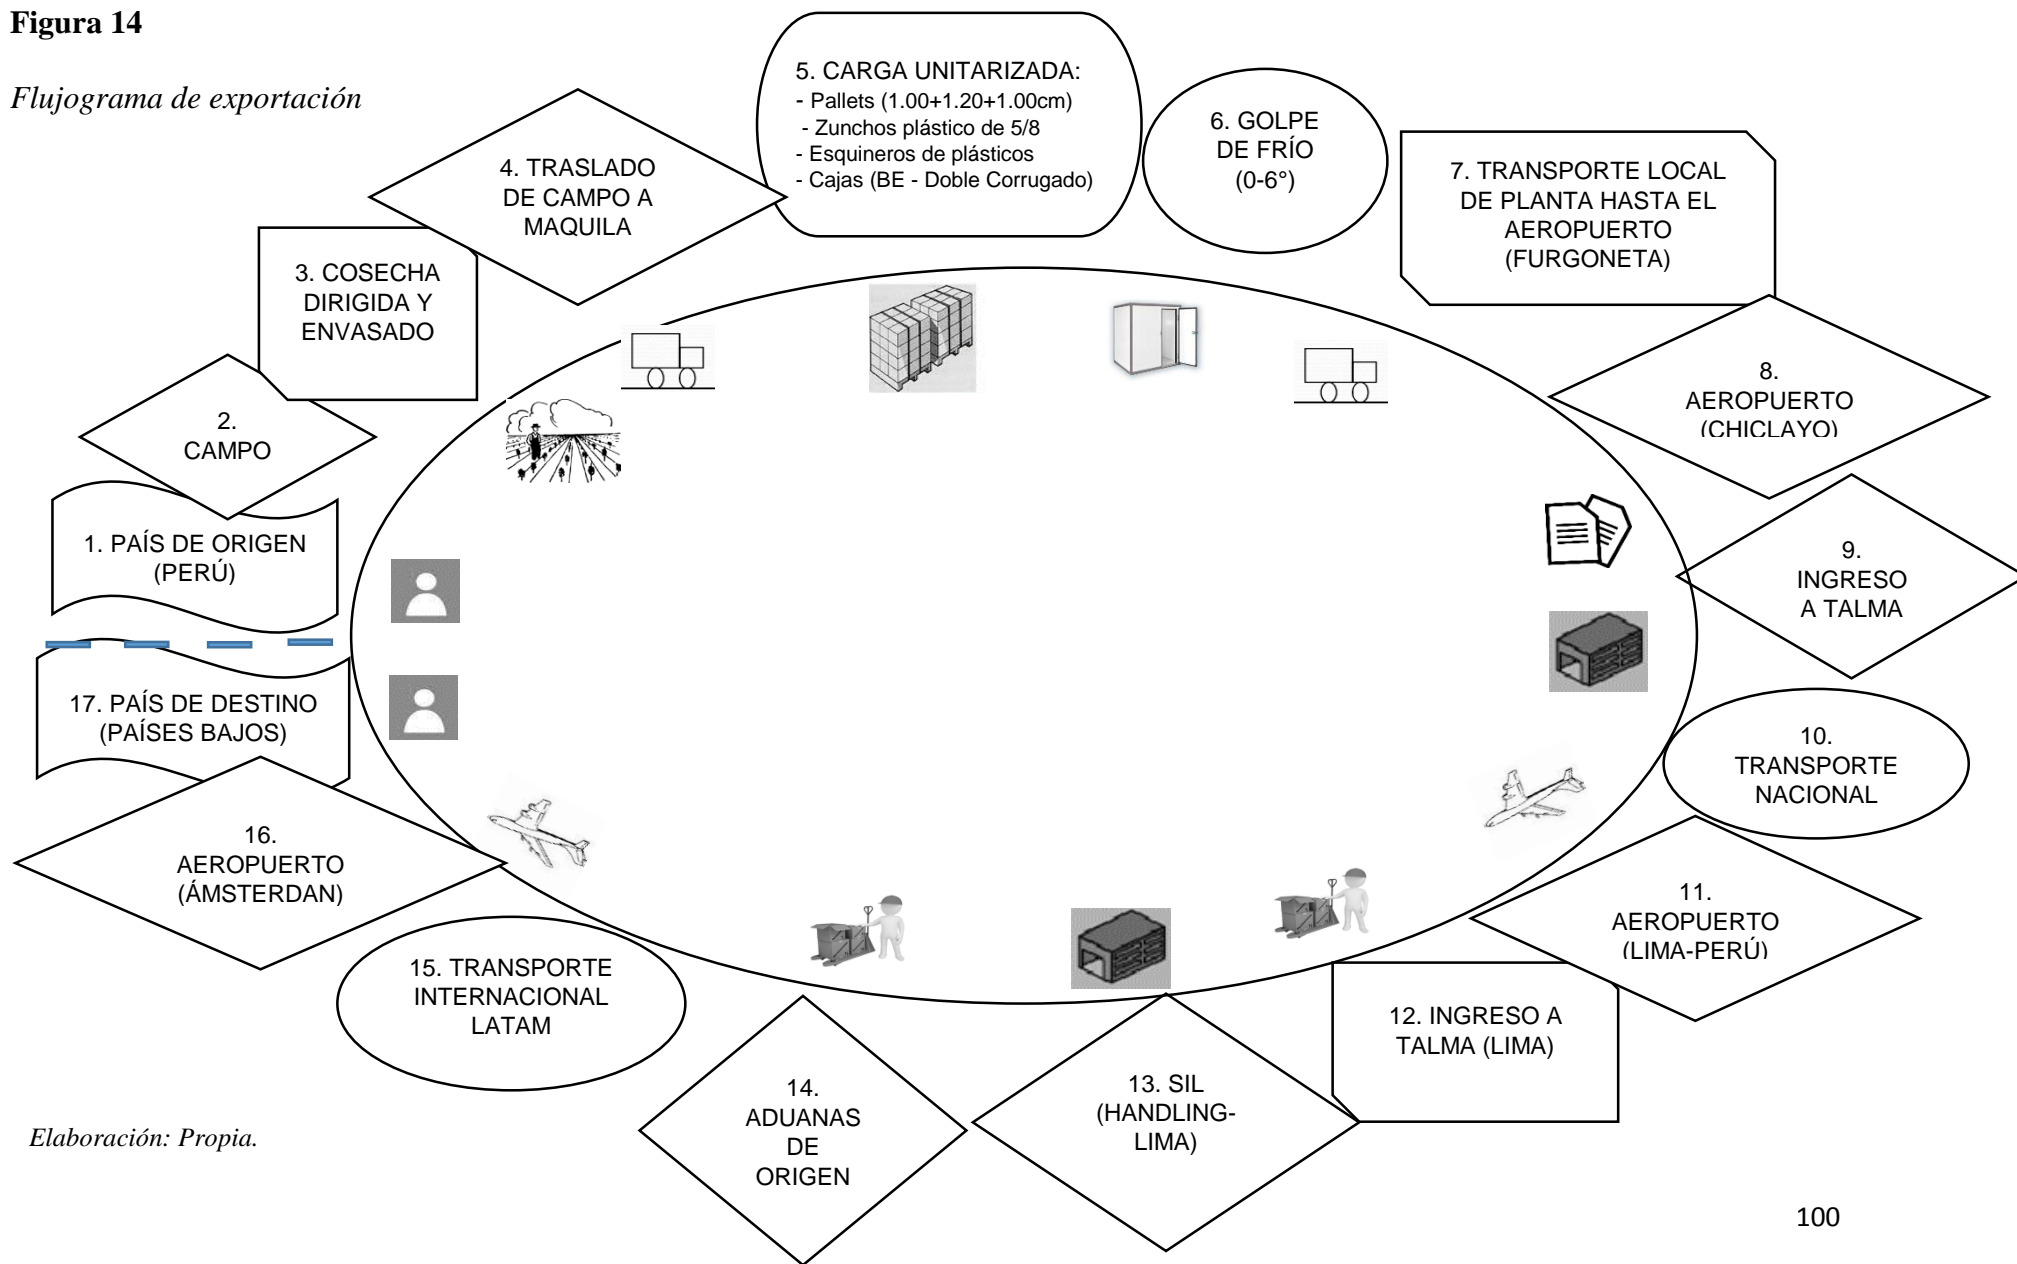 Figura 14
Flujograma de exportación
1. PAÍS DE ORIGEN
(PERÚ)
2.
CAMPO
3. COSECHA
DIRIGIDA Y
ENVASADO
4. TRASLADO
DE CAMPO A
MAQUILA
5. CARGA UNITARIZADA:
- Pallets (1.00+1.20+1.00cm)
- Zunchos plástico de 5/8
- Esquineros de plásticos
- Cajas (BE - Doble Corrugado)
6. GOLPE
DE FRÍO
(0-6°)
7. TRANSPORTE LOCAL
DE PLANTA HASTA EL
AEROPUERTO
(FURGONETA)
8.
AEROPUERTO
(CHICLAYO)
9.
INGRESO
A TALMA
10.
TRANSPORTE
NACIONAL
11.
AEROPUERTO
(LIMA-PERÚ)
12. INGRESO A
TALMA (LIMA)
13. SIL
(HANDLING-
LIMA)
14.
ADUANAS
DE
ORIGEN
15. TRANSPORTE
INTERNACIONAL
LATAM
16.
AEROPUERTO
(ÁMSTERDAN)
17. PAÍS DE DESTINO
(PAÍSES BAJOS)
Elaboración: Propia.
100